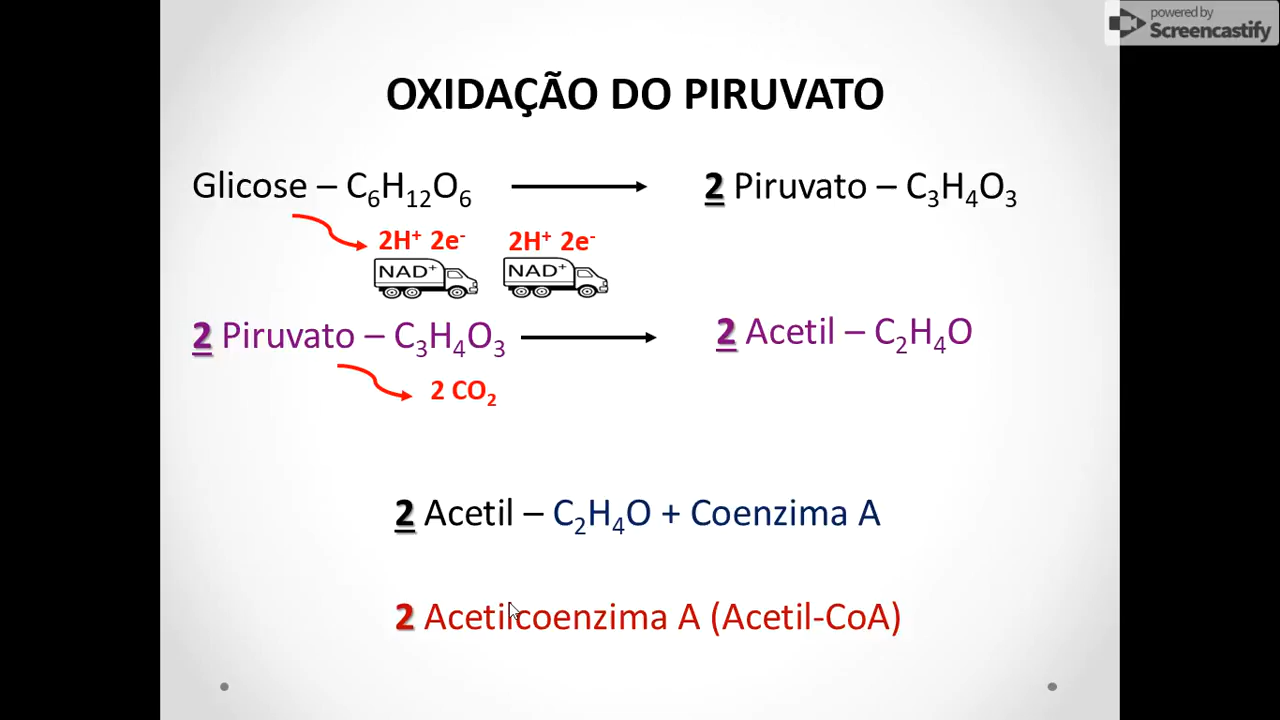 powered by
Screencastify
OXIDAÇÃO DO PIRUVATO
Glicose – C₆H₁₂O₆ 2 Piruvato – C₃H₄O₃
2H⁺ 2e⁻ 2H⁺ 2e⁻
NAD⁺ NAD⁺
2 Piruvato – C₃H₄O₃ 2 Acetil – C₂H₄O
2 CO₂
2 Acetil – C₂H₄O + Coenzima A
2 Acetilcoenzima A (Acetil-CoA)